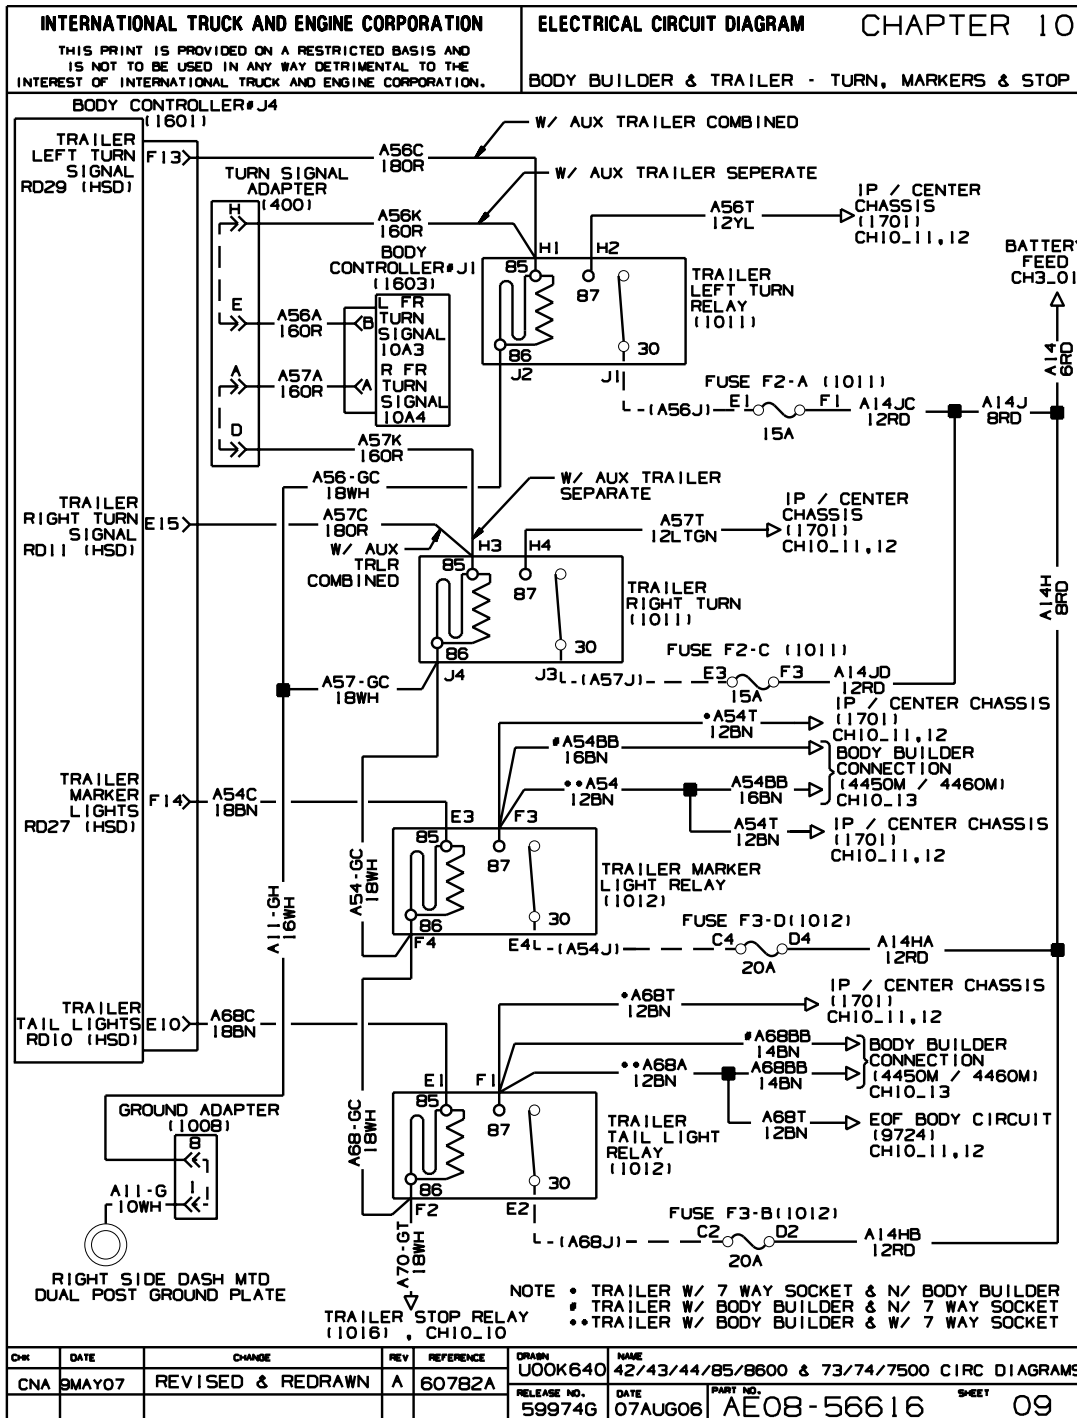 INTERNATIONAL TRUCK AND ENGINE CORPORATION
THIS PRINT IS PROVIDED ON A RESTRICTED BASIS AND
IS NOT TO BE USED IN ANY WAY DETRIMENTAL TO THE
INTEREST OF INTERNATIONAL TRUCK AND ENGINE CORPORATION.
ELECTRICAL CIRCUIT DIAGRAM
CHAPTER 10
BODY BUILDER & TRAILER - TURN, MARKERS & STOP
BODY CONTROLLER#J4
(1601)
TRAILER
LEFT TURN
SIGNAL
RD29 (HSD)
F13
A56C
18OR
W/ AUX TRAILER COMBINED
TURN SIGNAL
ADAPTER
(400)
H
A56K
16OR
W/ AUX TRAILER SEPERATE
A56T
12YL
IP / CENTER
CHASSIS
(1701)
CH10_11,12
BATTERY
FEED
CH3_01
BODY
CONTROLLER#J1
(1603)
H1
H2
85
87
TRAILER
LEFT TURN
RELAY
(1011)
E
A56A
16OR
B
L FR
TURN
SIGNAL
10A3
86
30
J2
J1
A14
6RD
A
A57A
16OR
A
R FR
TURN
SIGNAL
10A4
FUSE F2-A (1011)
(A56J)
E1
F1
15A
A14JC
12RD
A14J
8RD
D
A57K
16OR
A56-GC
18WH
W/ AUX TRAILER
SEPARATE
TRAILER
RIGHT TURN
SIGNAL
RD11 (HSD)
E15
A57C
18OR
W/ AUX
TRLR
COMBINED
H3
H4
A57T
12LTGN
IP / CENTER
CHASSIS
(1701)
CH10_11,12
85
87
TRAILER
RIGHT TURN
(1011)
A14H
8RD
86
30
J4
J3
A57-GC
18WH
(A57J)
FUSE F2-C (1011)
E3
F3
15A
A14JD
12RD
•A54T
12BN
IP / CENTER CHASSIS
(1701)
CH10_11,12
#A54BB
16BN
BODY BUILDER
CONNECTION
(4450M / 4460M)
CH10_13
TRAILER
MARKER
LIGHTS
RD27 (HSD)
F14
A54C
18BN
••A54
12BN
A54BB
16BN
A54T
12BN
IP / CENTER CHASSIS
(1701)
CH10_11,12
E3
F3
85
87
TRAILER MARKER
LIGHT RELAY
(1012)
A54-GC
18WH
86
30
F4
E4
(A54J)
A11-GH
16WH
FUSE F3-D(1012)
C4
D4
20A
A14HA
12RD
•A68T
12BN
IP / CENTER CHASSIS
(1701)
CH10_11,12
TRAILER
TAIL LIGHTS
RD10 (HSD)
E10
A68C
18BN
#A68BB
14BN
BODY BUILDER
CONNECTION
(4450M / 4460M)
CH10_13
••A68A
12BN
A68BB
14BN
A68T
12BN
EOF BODY CIRCUIT
(9724)
CH10_11,12
E1
F1
85
87
TRAILER
TAIL LIGHT
RELAY
(1012)
A68-GC
18WH
86
30
F2
E2
GROUND ADAPTER
(1008)
8
1
A11-G
10WH
A70-GT
18WH
(A68J)
FUSE F3-B(1012)
C2
D2
20A
A14HB
12RD
RIGHT SIDE DASH MTD
DUAL POST GROUND PLATE
TRAILER STOP RELAY
(1016) , CH10_10
NOTE • TRAILER W/ 7 WAY SOCKET & N/ BODY BUILDER
# TRAILER W/ BODY BUILDER & N/ 7 WAY SOCKET
••TRAILER W/ BODY BUILDER & W/ 7 WAY SOCKET
CHK
DATE
CHANGE
REV
REFERENCE
CNA
9MAY07
REVISED & REDRAWN
A
60782A
DRAWN
U00K640
NAME
42/43/44/85/8600 & 73/74/7500 CIRC DIAGRAMS
RELEASE NO.
59974G
DATE
07AUG06
PART NO.
AE08-56616
SHEET
09